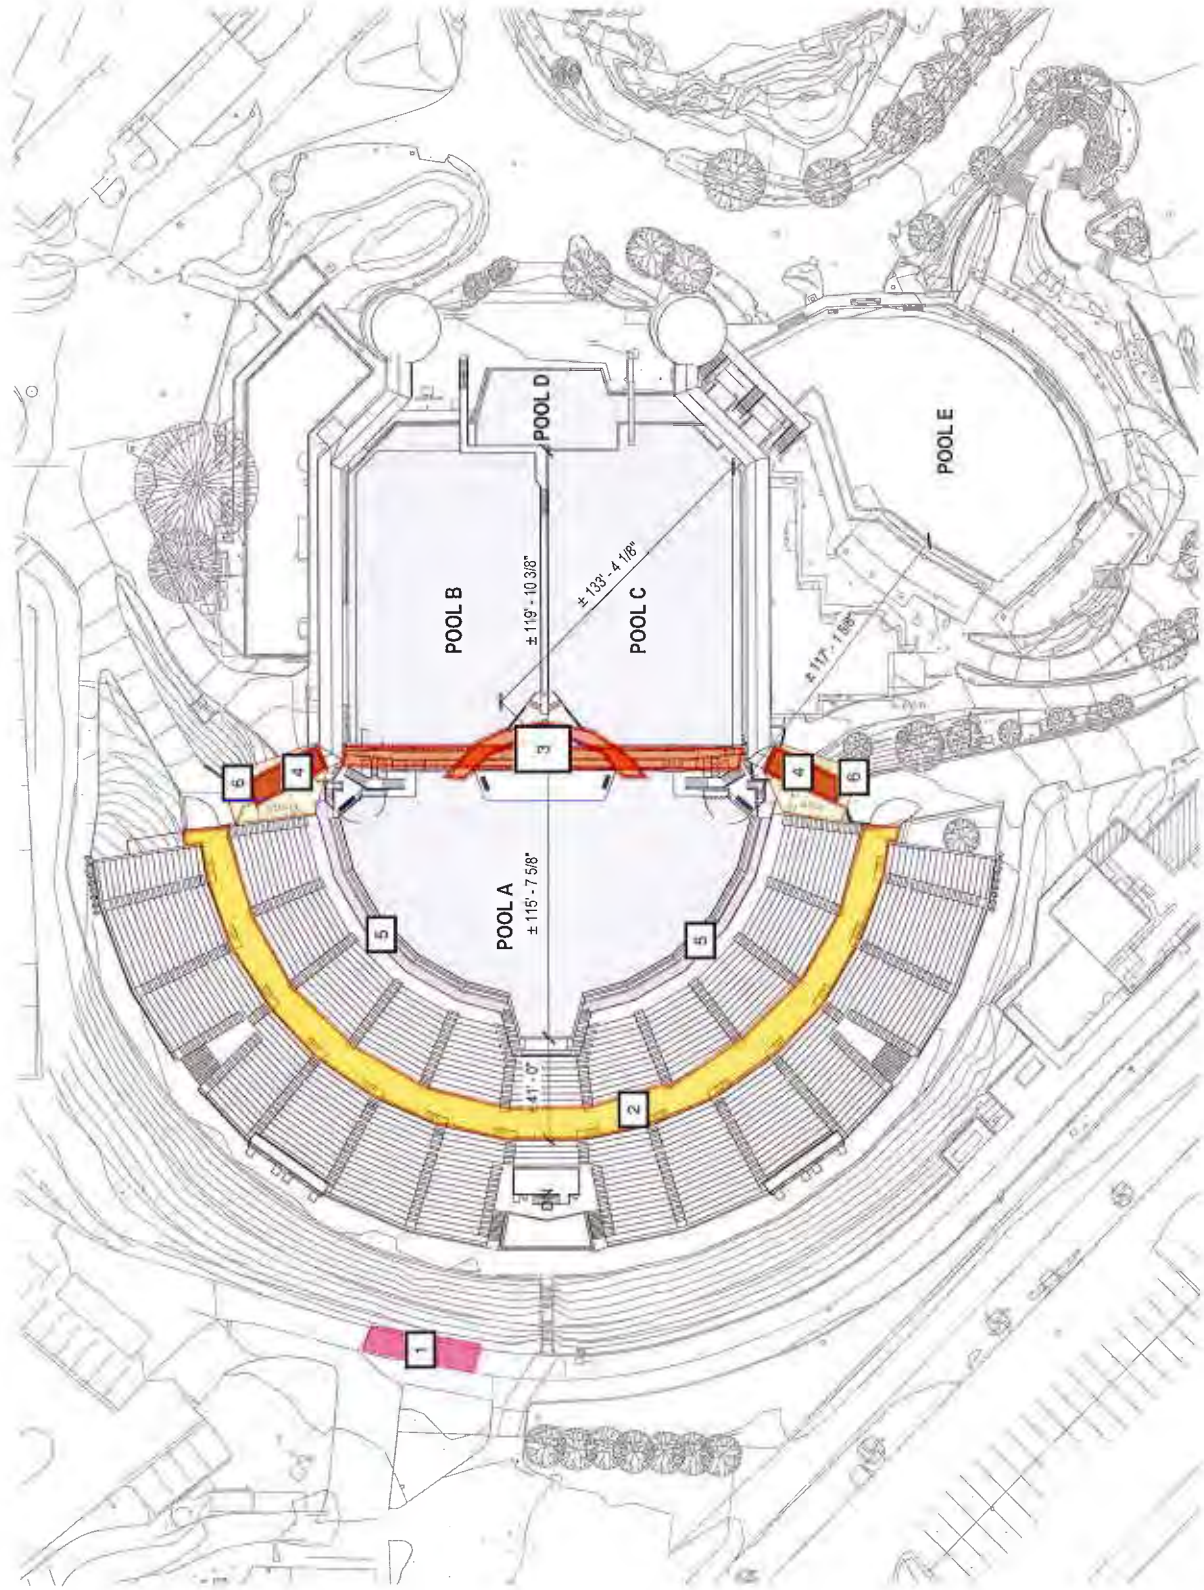 POOL D
POOL E
POOL B
± 119' - 10 3/8"
± 133' - 4 1/8"
POOL C
± 117' - 1 5/8"
3
6
4
4
6
POOL A
± 115' - 7 5/8"
5
5
41' - 0"
2
1